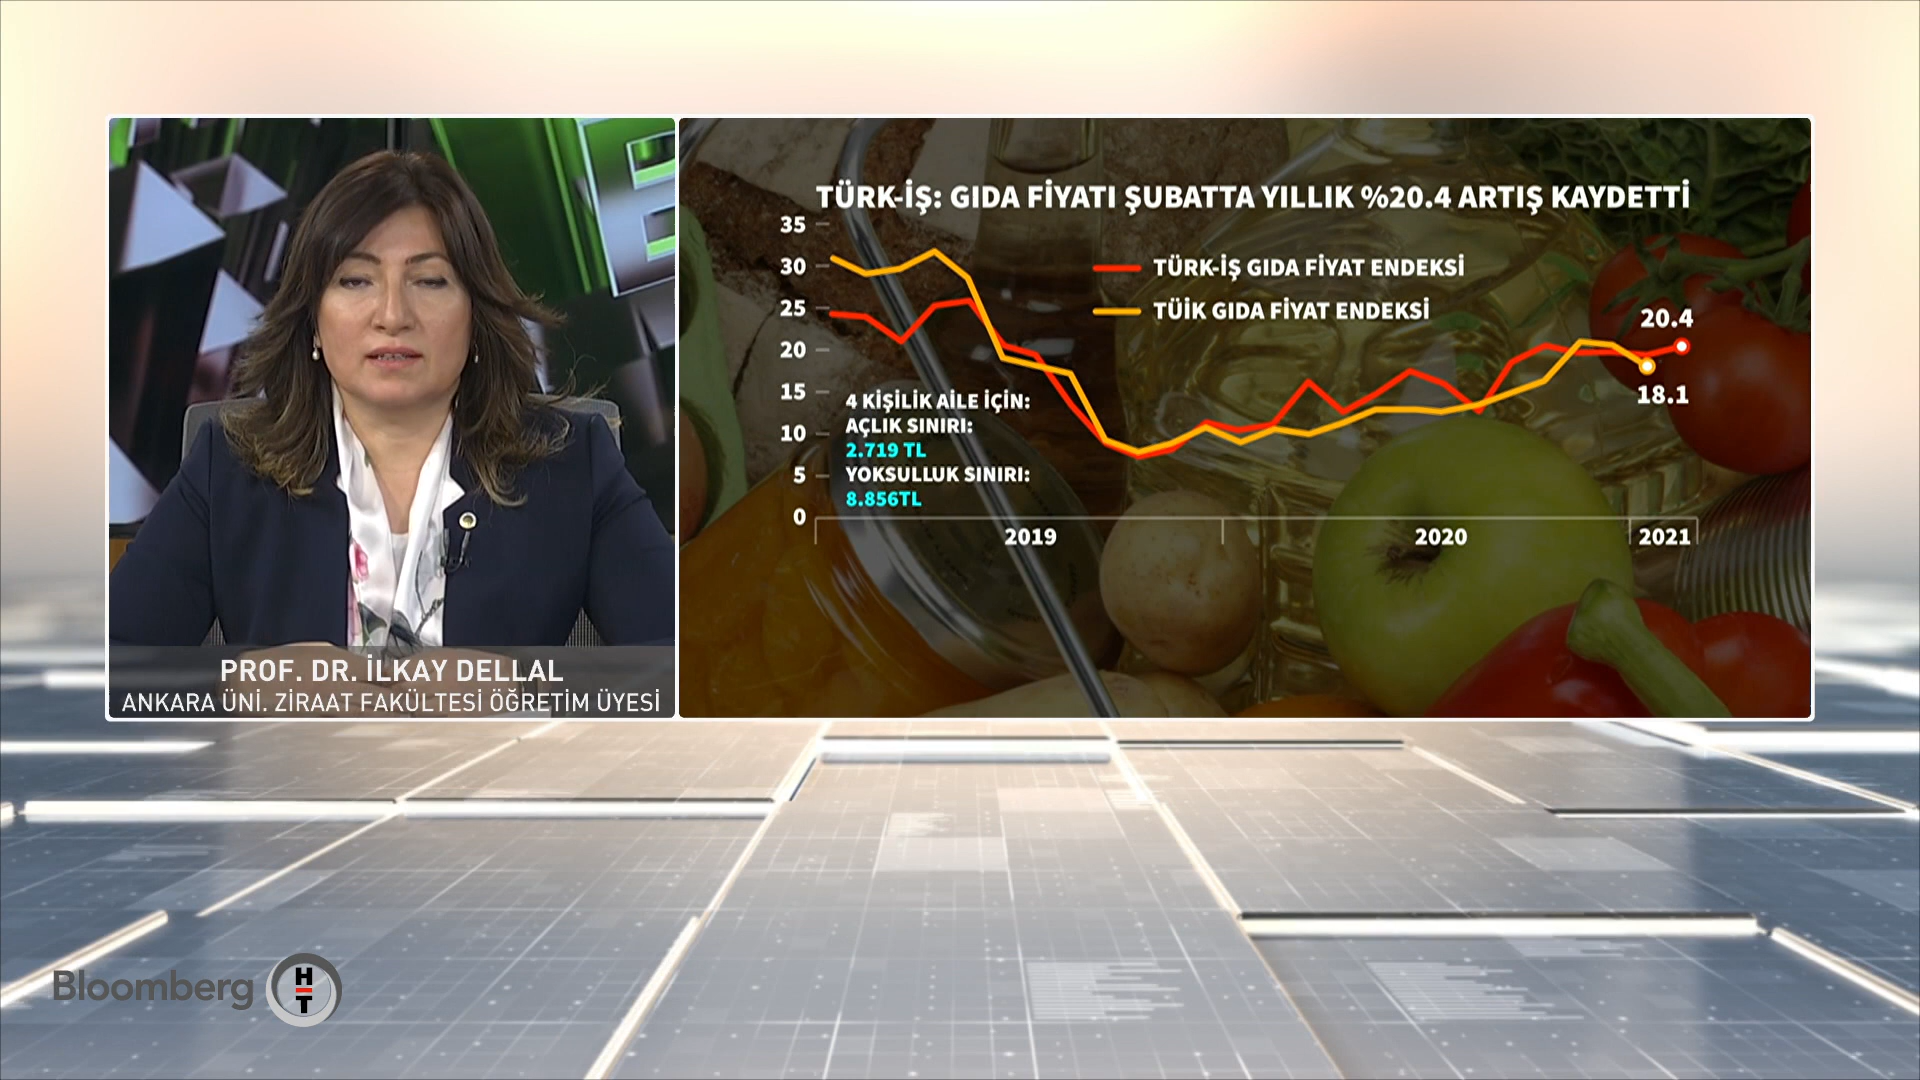 TÜRK-İŞ: GIDA FİYATI ŞUBATTA YILLIK %20.4 ARTIŞ KAYDETTİ
35
30
25
20
15
10
5
0
TÜRK-İŞ GIDA FİYAT ENDEKSİ
TÜİK GIDA FİYAT ENDEKSİ
20.4
18.1
4 KİŞİLİK AİLE İÇİN:
AÇLIK SINIRI:
2.719 TL
YOKSULLUK SINIRI:
8.856TL
2019
2020
2021
PROF. DR. İLKAY DELLAL
ANKARA ÜNİ. ZİRAAT FAKÜLTESİ ÖĞRETİM ÜYESİ
Bloomberg HT